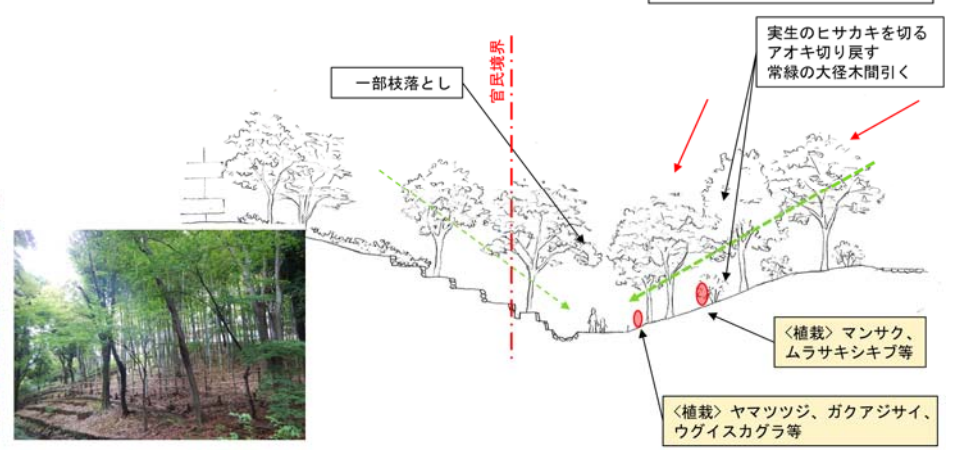 実生のヒサカキを切る
アオキ切り戻す
常緑の大径木間引く
官民境界
一部枝落とし
〈植栽〉マンサク、
ムラサキシキブ等
〈植栽〉ヤマツツジ、ガクアジサイ、
ウグイスカグラ等